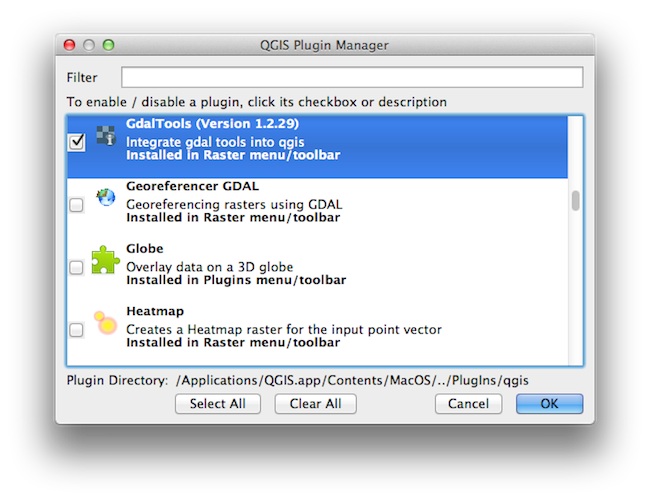 QGIS Plugin Manager
Filter
To enable / disable a plugin, click its checkbox or description
GdalTools (Version 1.2.29)
Integrate gdal tools into qgis
Installed in Raster menu/toolbar
Georeferencer GDAL
Georeferencing rasters using GDAL
Installed in Raster menu/toolbar
Globe
Overlay data on a 3D globe
Installed in Plugins menu/toolbar
Heatmap
Creates a Heatmap raster for the input point vector
Installed in Raster menu/toolbar
Plugin Directory: /Applications/QGIS.app/Contents/MacOS/../PlugIns/qgis
Select All Clear All Cancel OK